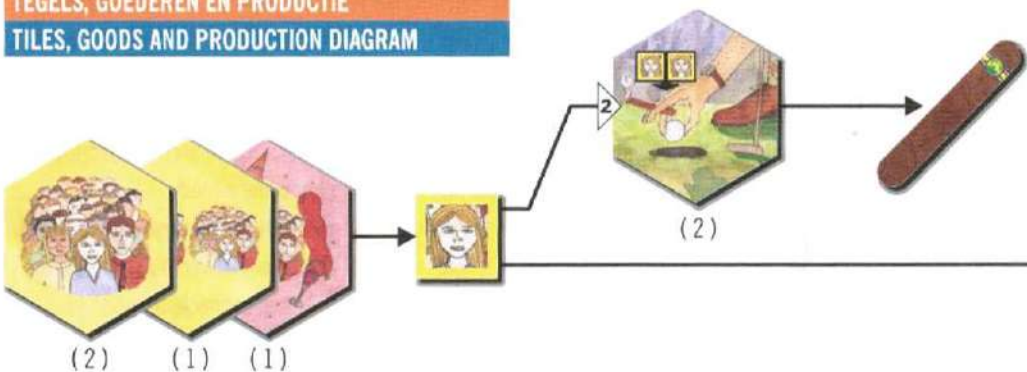 TEGELS, GOEDEREN EN PRODUCTIE
TILES, GOODS AND PRODUCTION DIAGRAM
2
(2)
(2) (1) (1)